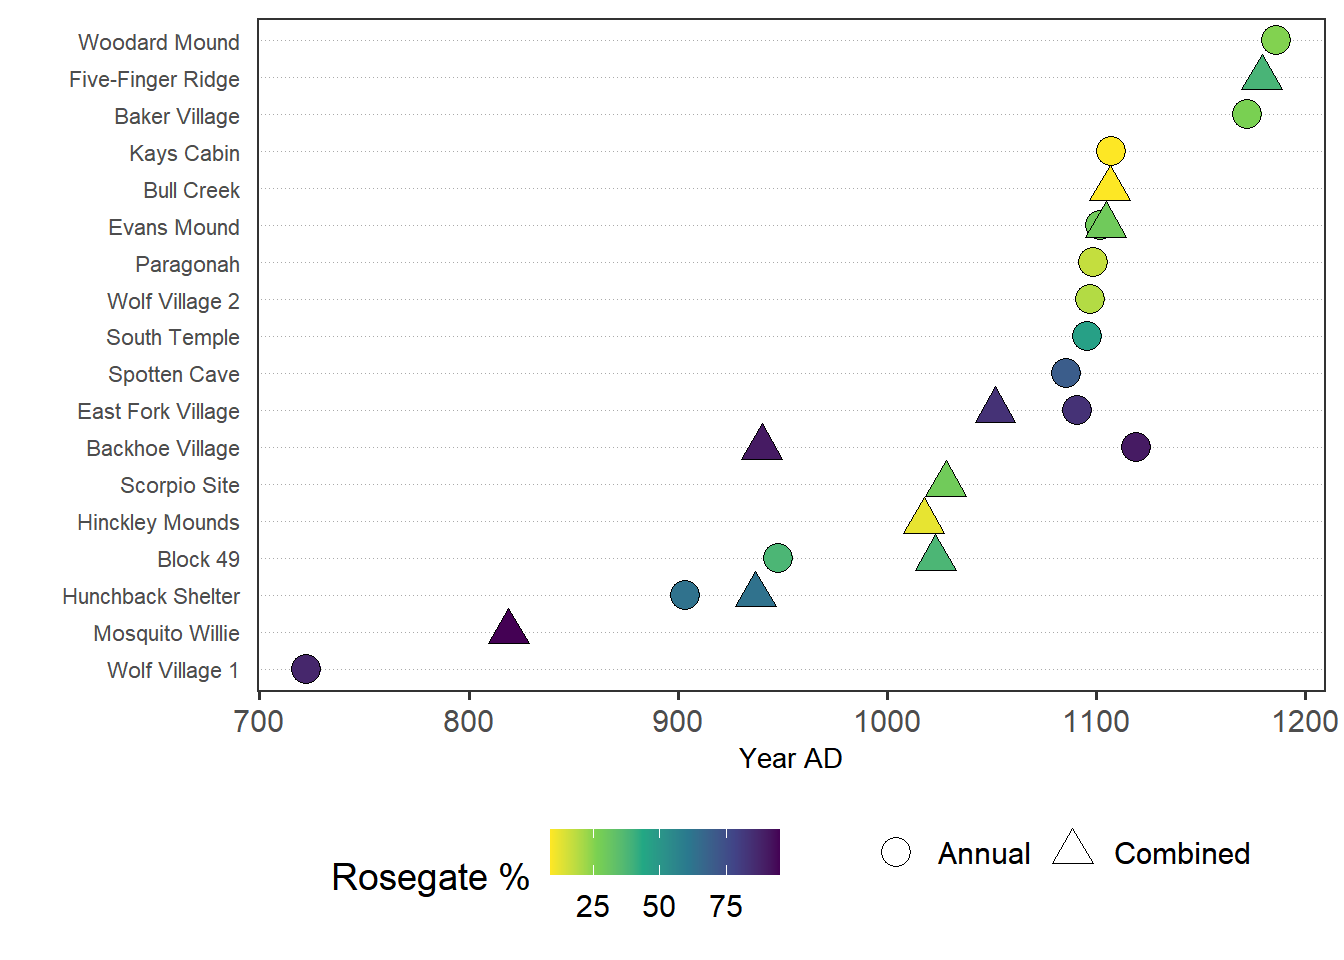 Woodard Mound
Five-Finger Ridge
Baker Village
Kays Cabin
Bull Creek
Evans Mound
Paragonah
Wolf Village 2
South Temple
Spotten Cave
East Fork Village
Backhoe Village
Scorpio Site
Hinckley Mounds
Block 49
Hunchback Shelter
Mosquito Willie
Wolf Village 1
700 800 900 1000 1100 1200
Year AD
Rosegate %
25 50 75
Annual
Combined